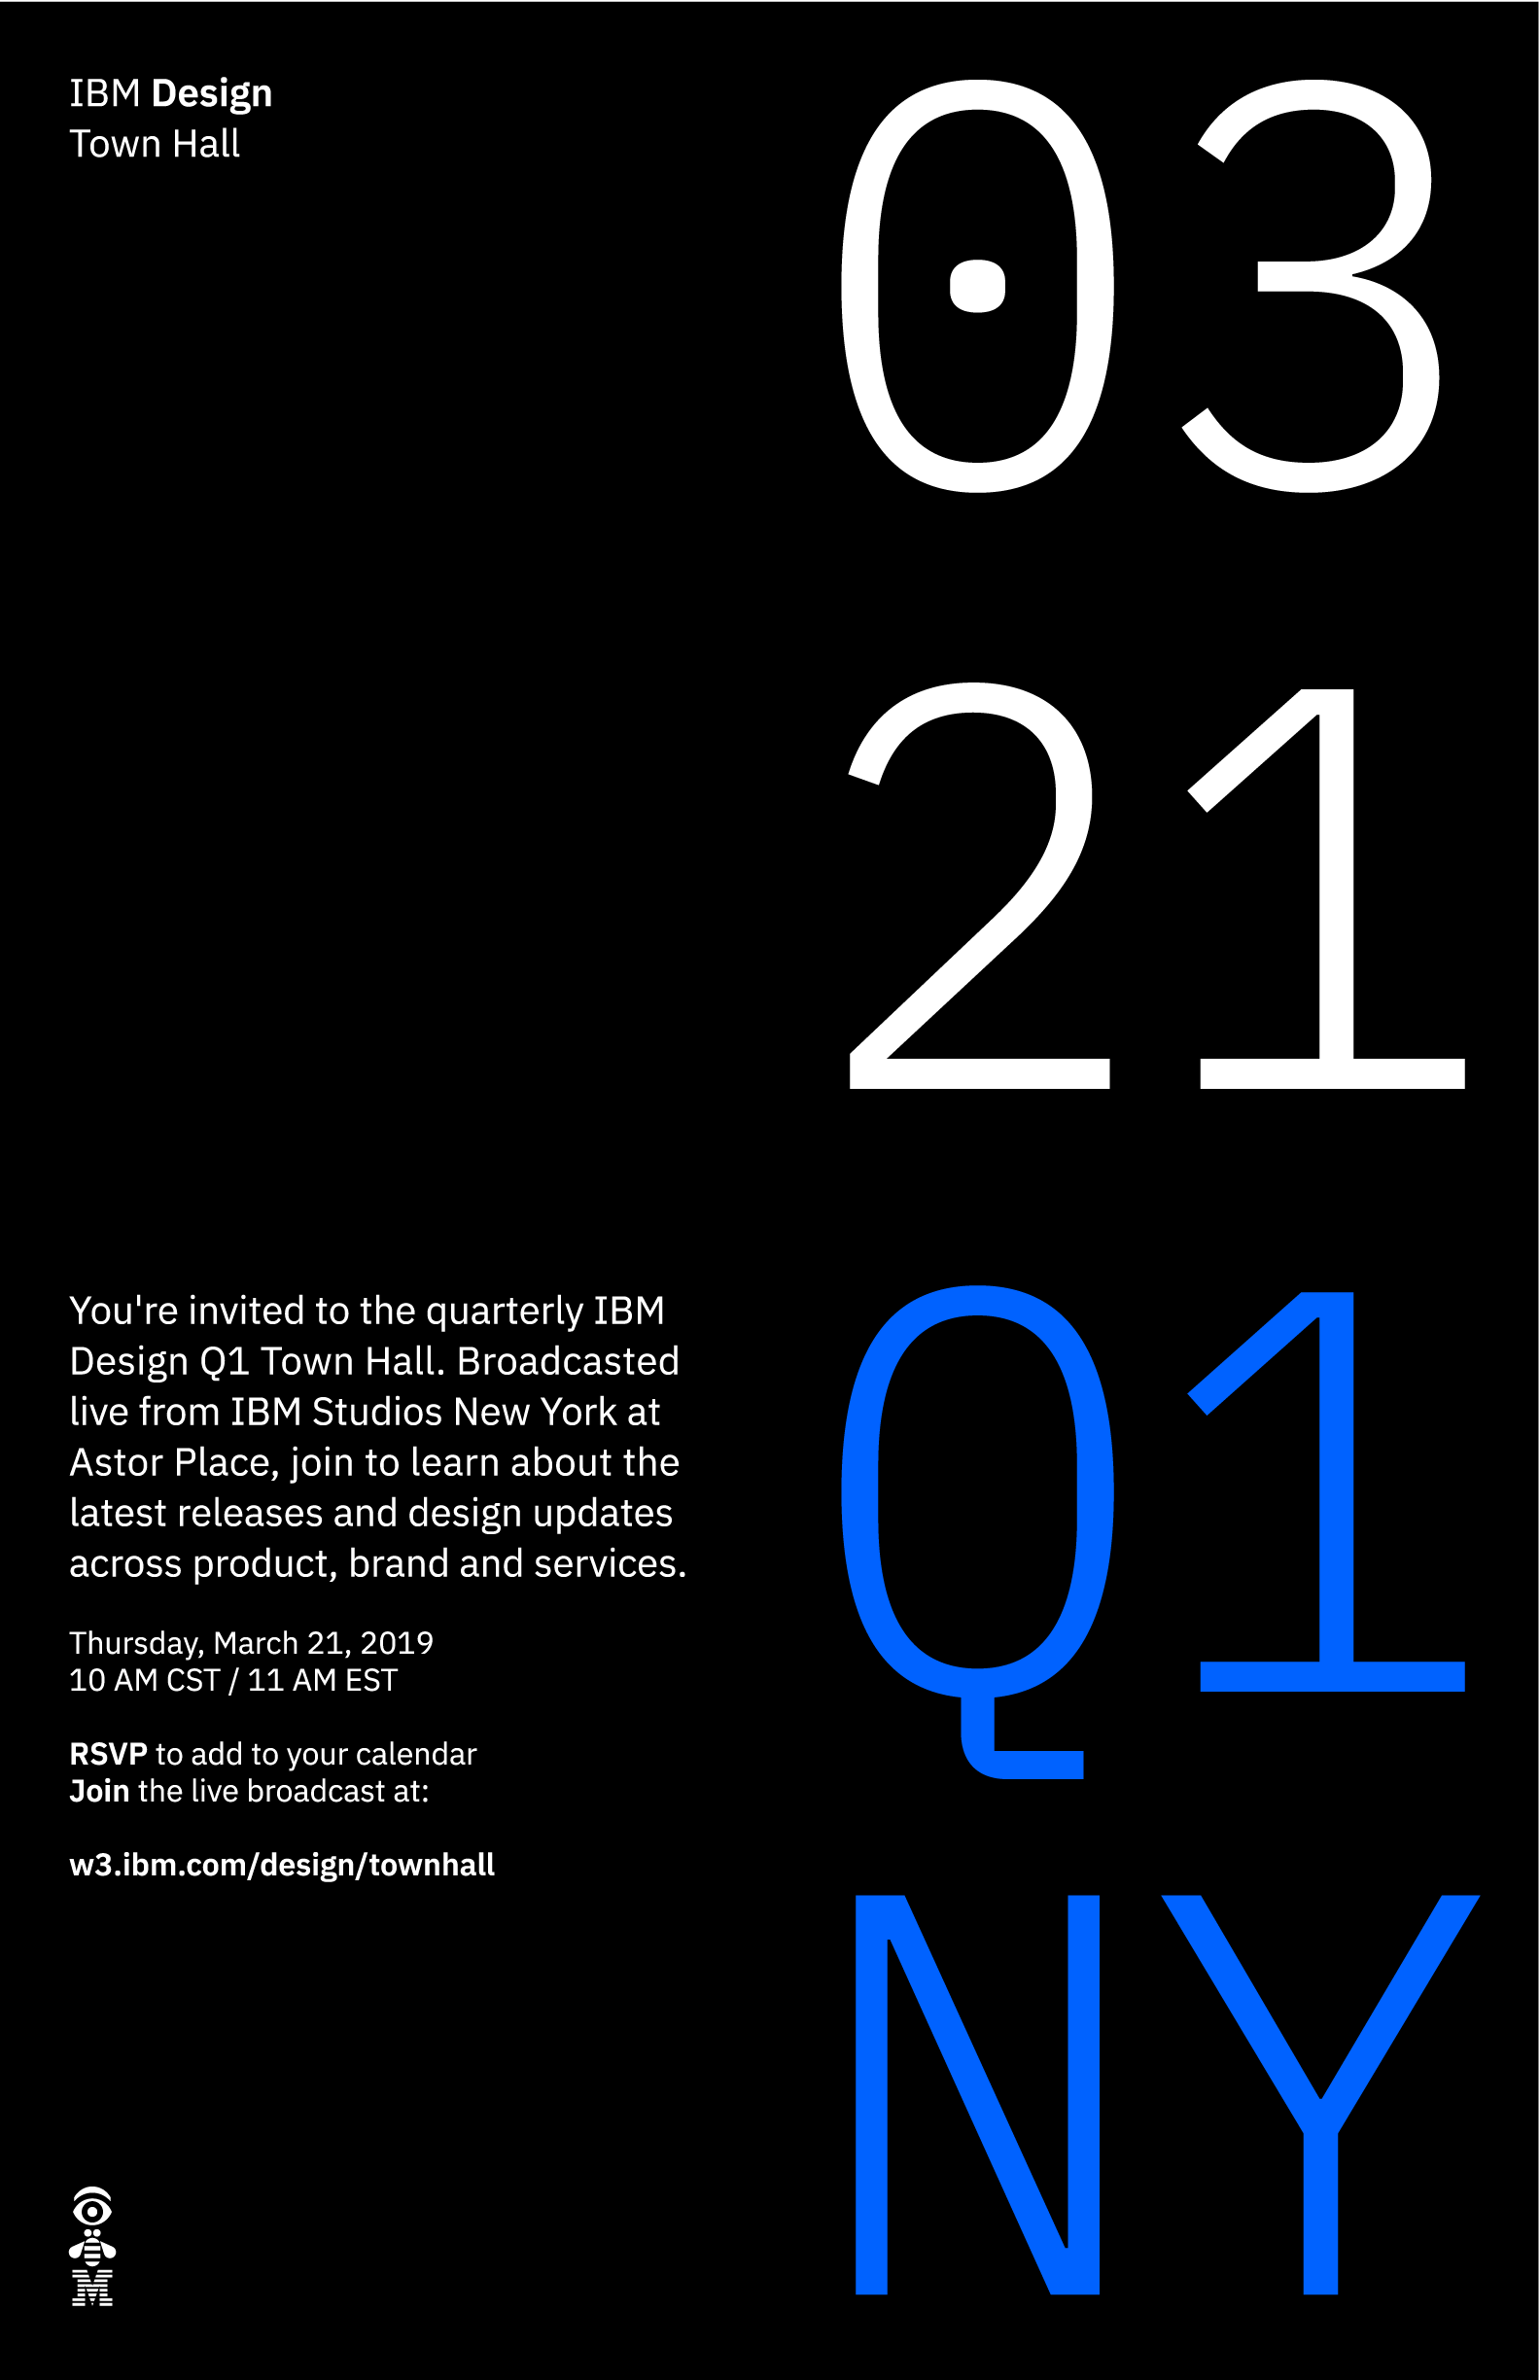 IBM Design
Town Hall
03
21
Q1
NY
You're invited to the quarterly IBM
Design Q1 Town Hall. Broadcasted
live from IBM Studios New York at
Astor Place, join to learn about the
latest releases and design updates
across product, brand and services.
Thursday, March 21, 2019
10 AM CST / 11 AM EST
RSVP to add to your calendar
Join the live broadcast at:
w3.ibm.com/design/townhall
M